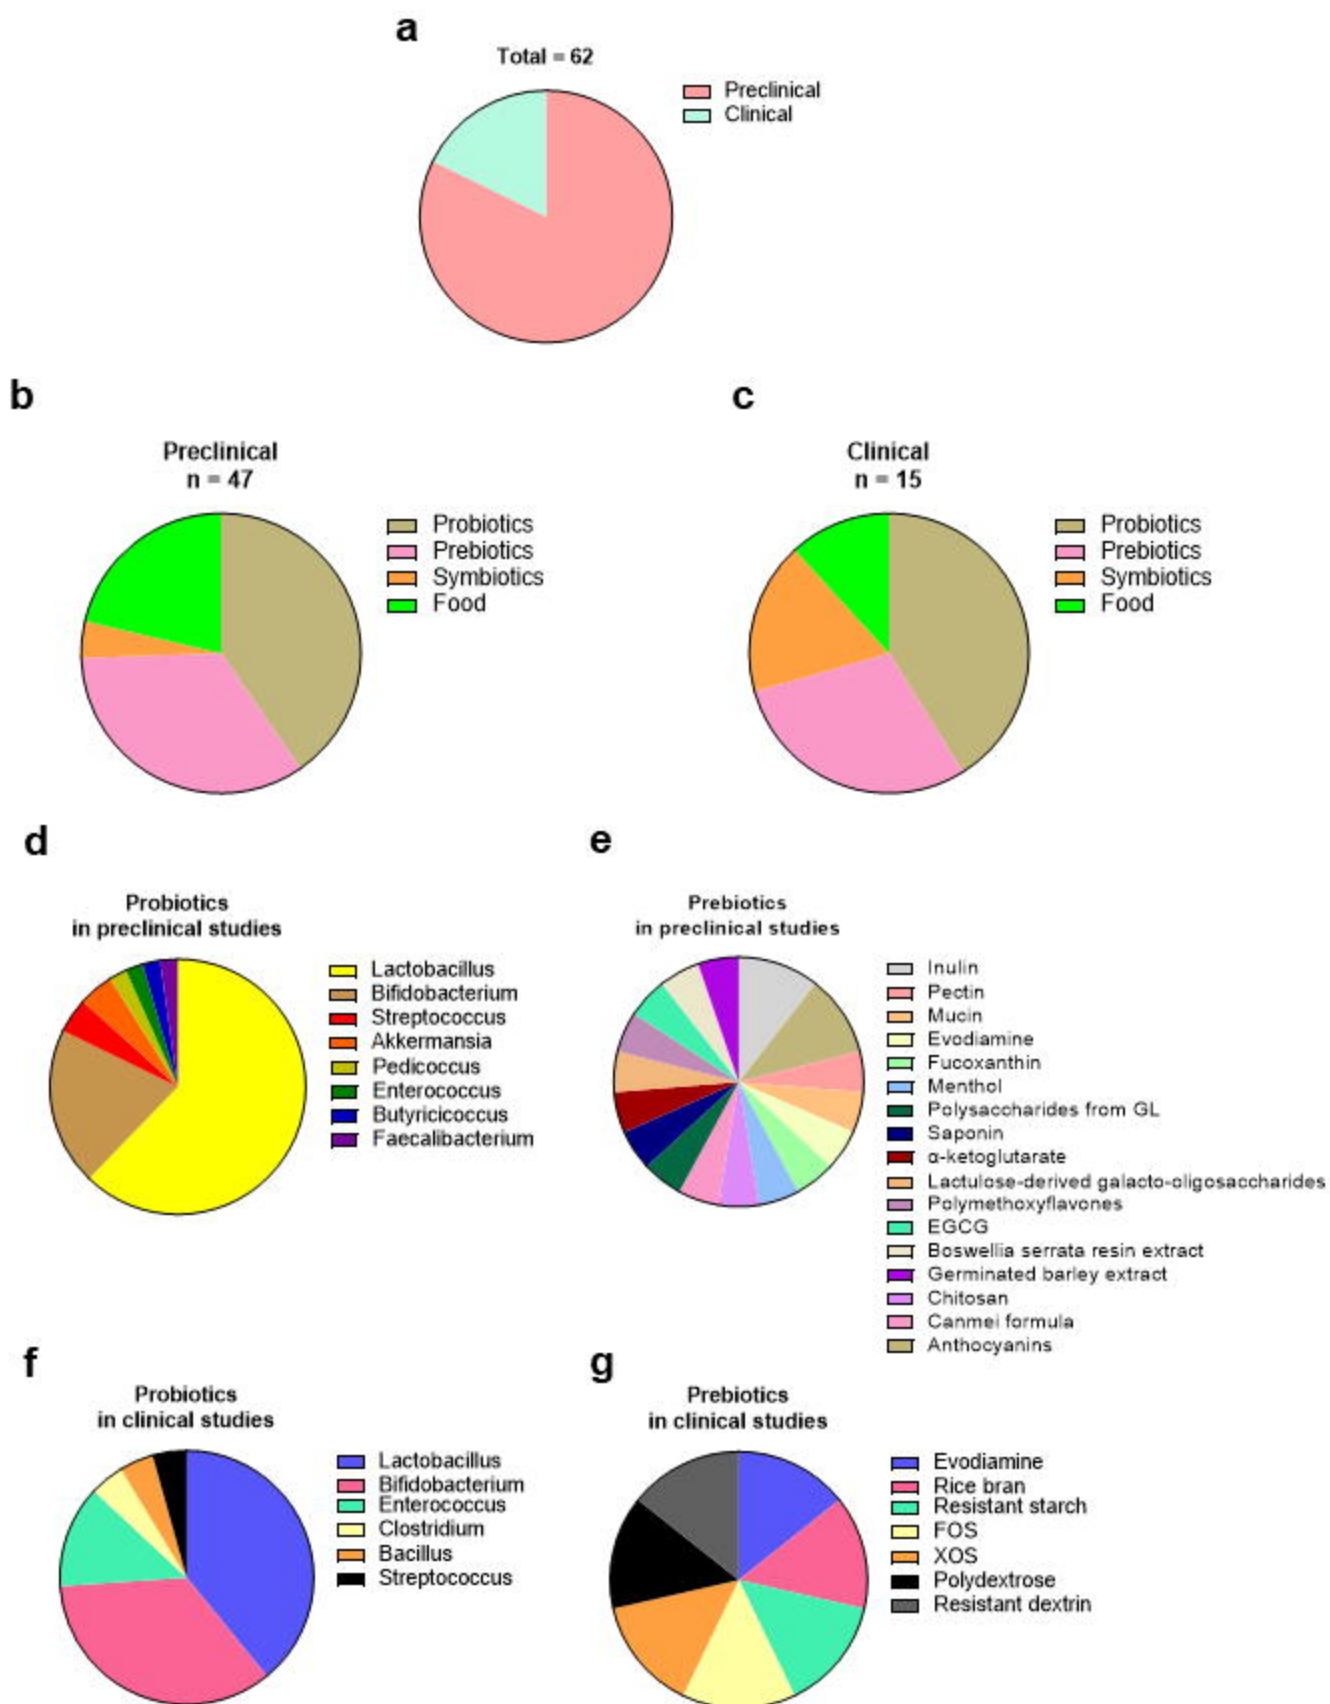 a
Total = 62
Preclinical
Clinical
b
Preclinical
n = 47
Probiotics
Prebiotics
Symbiotics
Food
c
Clinical
n = 15
Probiotics
Prebiotics
Symbiotics
Food
d
Probiotics
in preclinical studies
Lactobacillus
Bifidobacterium
Streptococcus
Akkermansia
Pedicoccus
Enterococcus
Butyricicoccus
Faecalibacterium
e
Prebiotics
in preclinical studies
Inulin
Pectin
Mucin
Evodiamine
Fucoxanthin
Menthol
Polysaccharides from GL
Saponin
α-ketoglutarate
Lactulose-derived galacto-oligosaccharides
Polymethoxyflavones
EGCG
Boswellia serrata resin extract
Germinated barley extract
Chitosan
Canmei formula
Anthocyanins
f
Probiotics
in clinical studies
Lactobacillus
Bifidobacterium
Enterococcus
Clostridium
Bacillus
Streptococcus
g
Prebiotics
in clinical studies
Evodiamine
Rice bran
Resistant starch
FOS
XOS
Polydextrose
Resistant dextrin